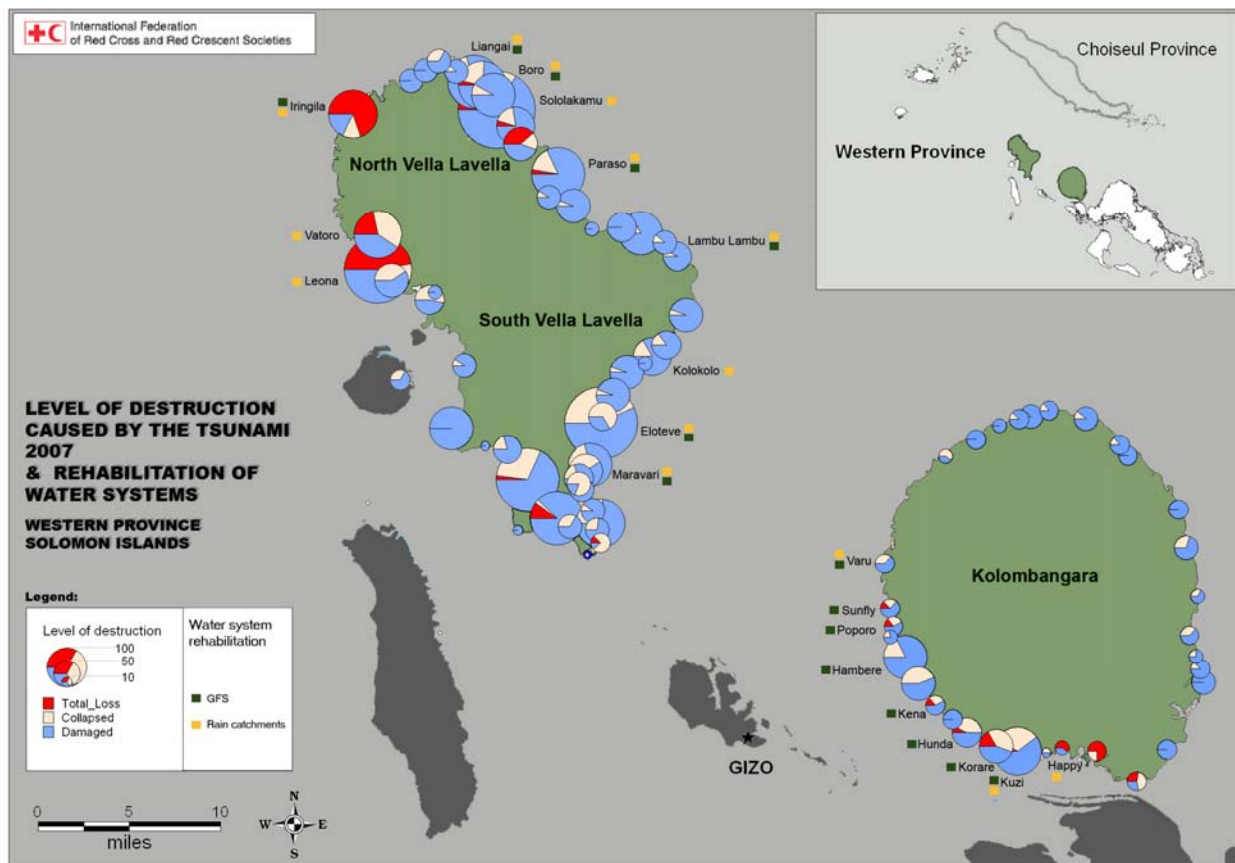 International Federation
of Red Cross and Red Crescent Societies
Liangai
Boro
Sololakamu
Iringila
North Vella Lavella
Paraso
Vatoro
Lambu Lambu
Leona
South Vella Lavella
Kolokolo
Eloteve
Maravari
Choiseul Province
Western Province
LEVEL OF DESTRUCTION
CAUSED BY THE TSUNAMI
2007
& REHABILITATION OF
WATER SYSTEMS
WESTERN PROVINCE
SOLOMON ISLANDS
Legend:
Level of destruction
100
50
10
Total_Loss
Collapsed
Damaged
Water system
rehabilitation
GFS
Rain catchments
0 5 10
miles
N
W E
S
GIZO
Kolombangara
Varu
Sunfly
Poporo
Hambere
Kena
Hunda
Korare
Kuzi
Happy